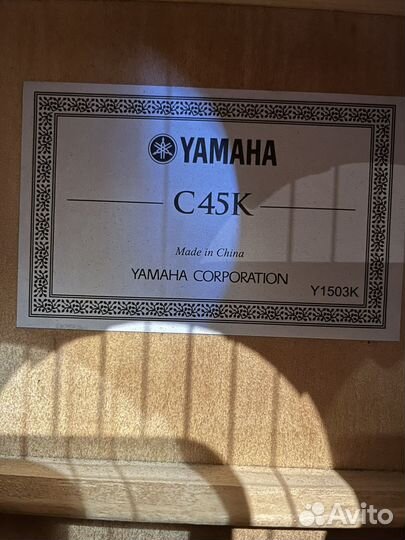 YAMAHA
C45K
Made in China
YAMAHA CORPORATION
Y1503K
Avito